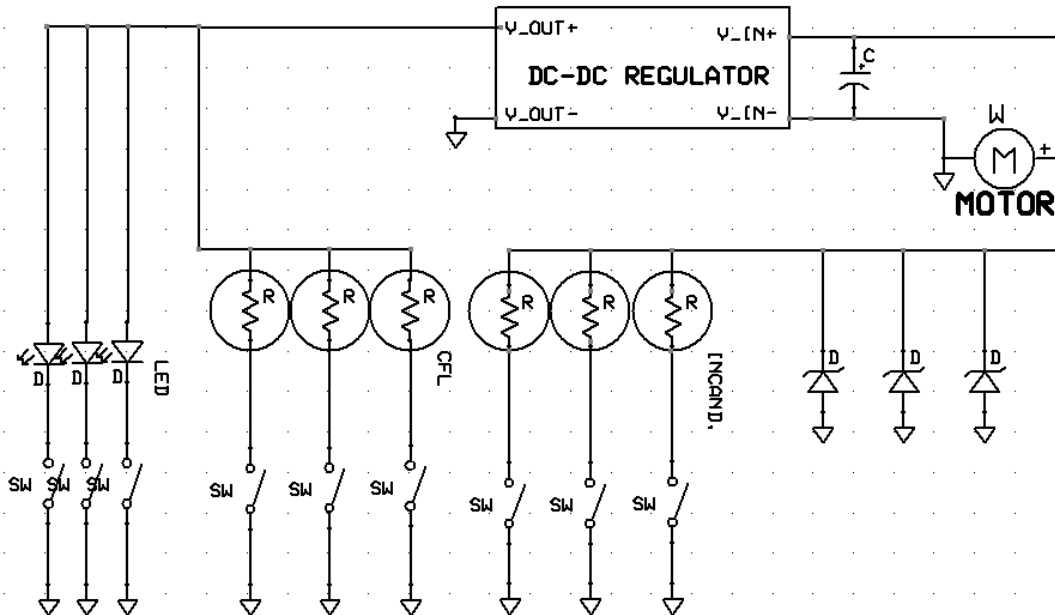 V_OUT+ V_IN+
C
DC-DC REGULATOR
V_OUT- V_IN-
W
M +
MOTOR
R R R R R R
D D D
D D D LED
CFL
INCAND.
SW SW SW SW SW SW SW SW SW